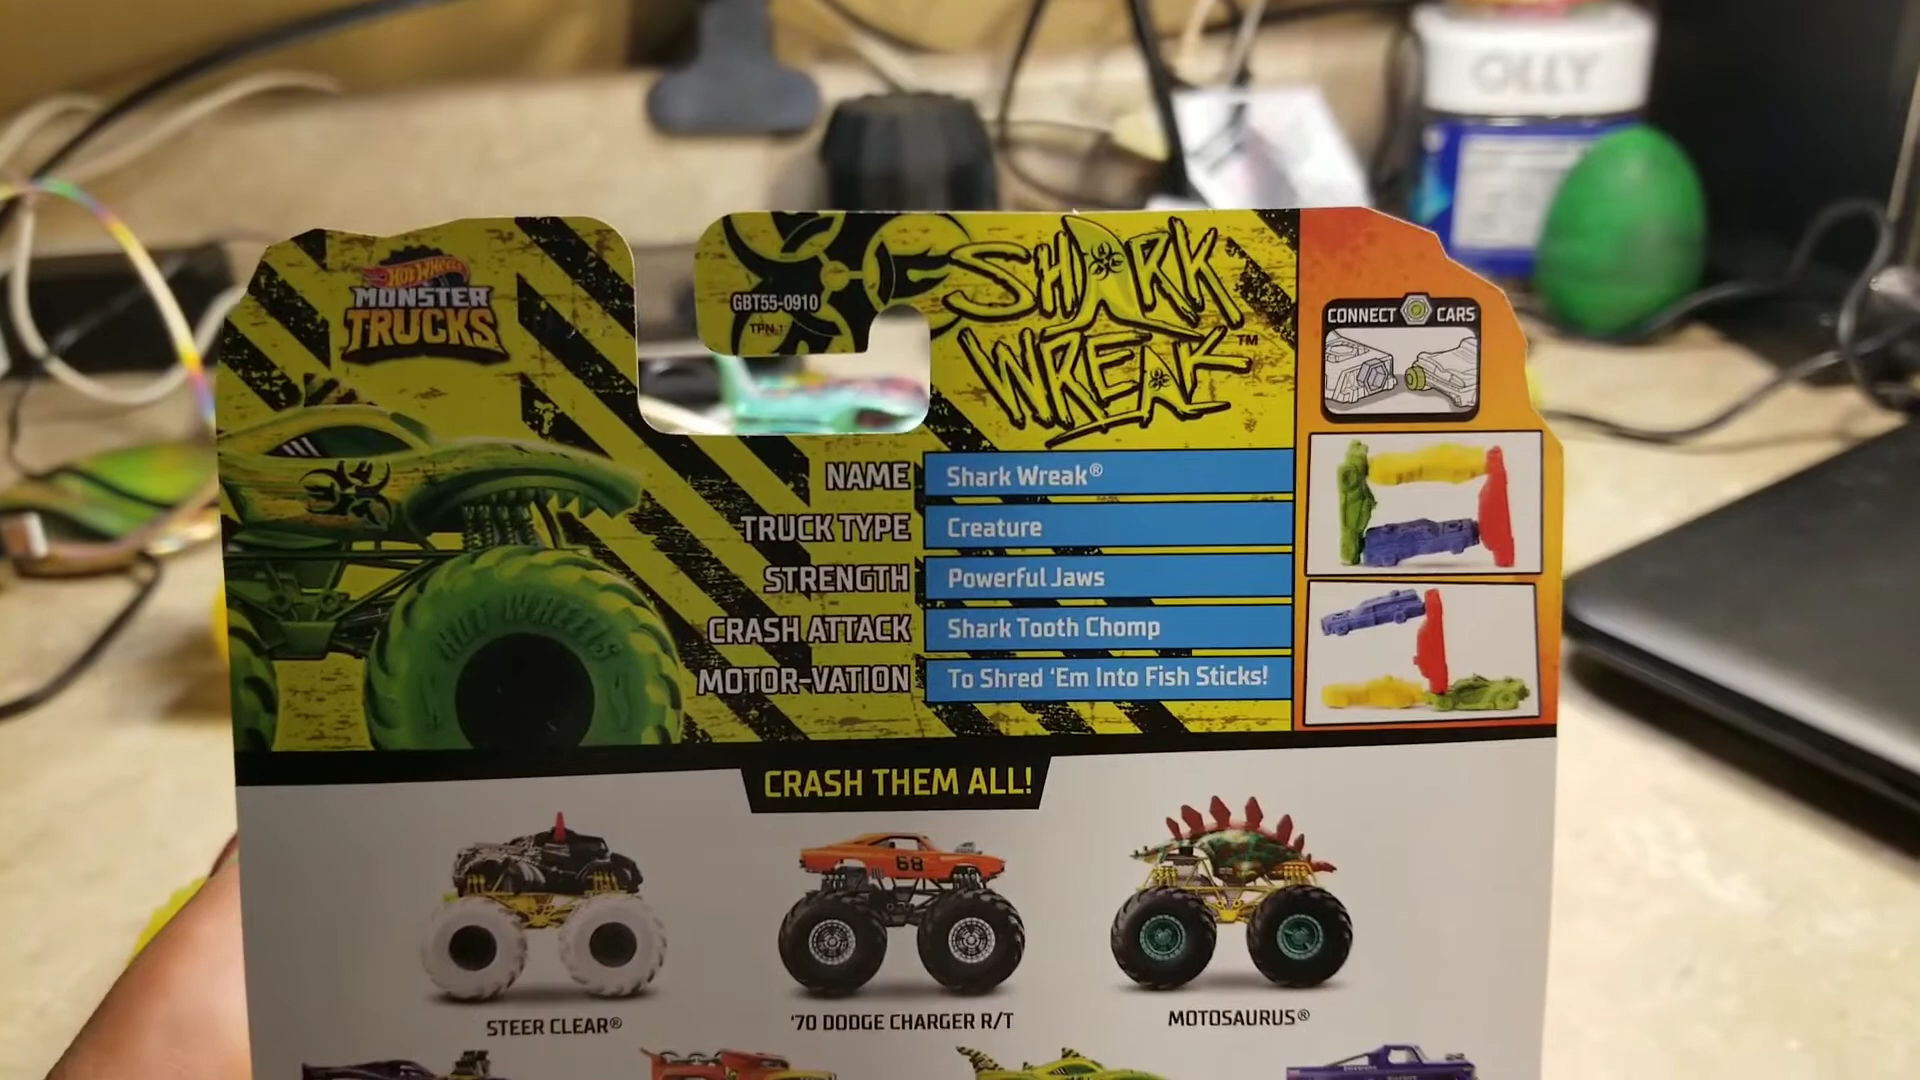 OLLY
HOT WHEELS
MONSTER
TRUCKS
GBT55-0910
SHARK
WREAK™
CONNECT CARS
HOT WHEELS
NAME Shark Wreak®
TRUCK TYPE Creature
STRENGTH Powerful Jaws
CRASH ATTACK Shark Tooth Chomp
MOTOR-VATION To Shred ‘Em Into Fish Sticks!
CRASH THEM ALL!
68
STEER CLEAR® '70 DODGE CHARGER R/T MOTOSAURUS®